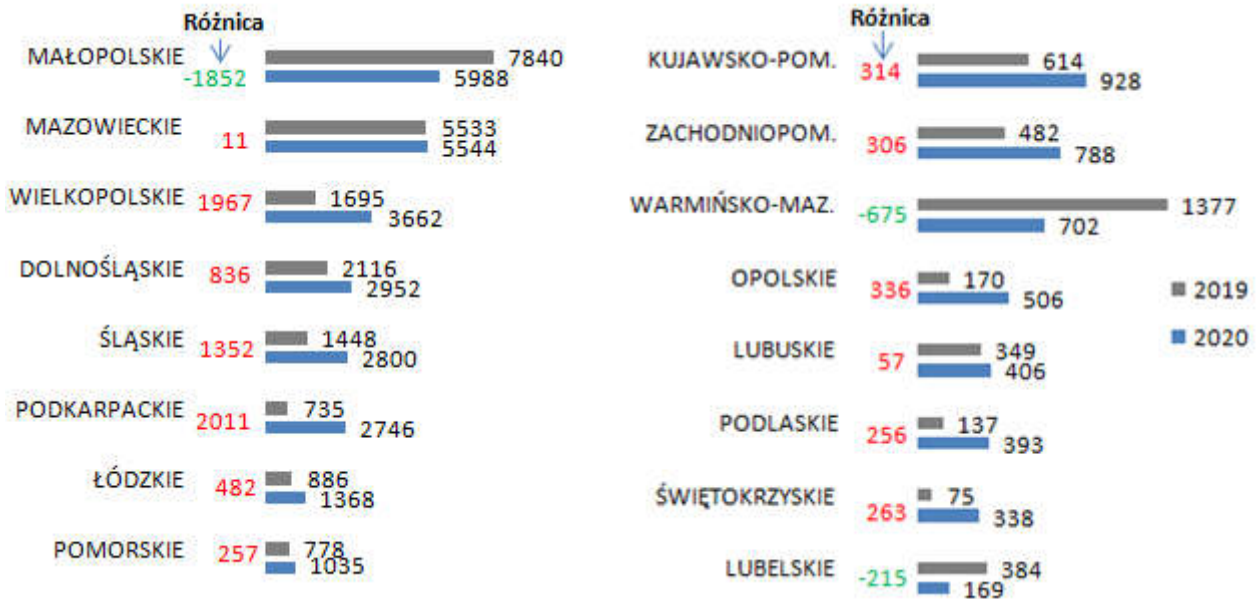 Różnica
MAŁOPOLSKIE -1852 7840
5988
MAZOWIECKIE 11 5533
5544
WIELKOPOLSKIE 1967 1695
3662
DOLNOŚLĄSKIE 836 2116
2952
ŚLĄSKIE 1352 1448
2800
PODKARPACKIE 2011 735
2746
ŁÓDZKIE 482 886
1368
POMORSKIE 257 778
1035
Różnica
KUJAWSKO-POM. 314 614
928
ZACHODNIOPOM. 306 482
788
WARMIŃSKO-MAZ. -675 1377
702
OPOLSKIE 336 170
506
LUBUSKIE 57 349
406
PODLASKIE 256 137
393
ŚWIĘTOKRZYSKIE 263 75
338
LUBELSKIE -215 384
169
2019
2020